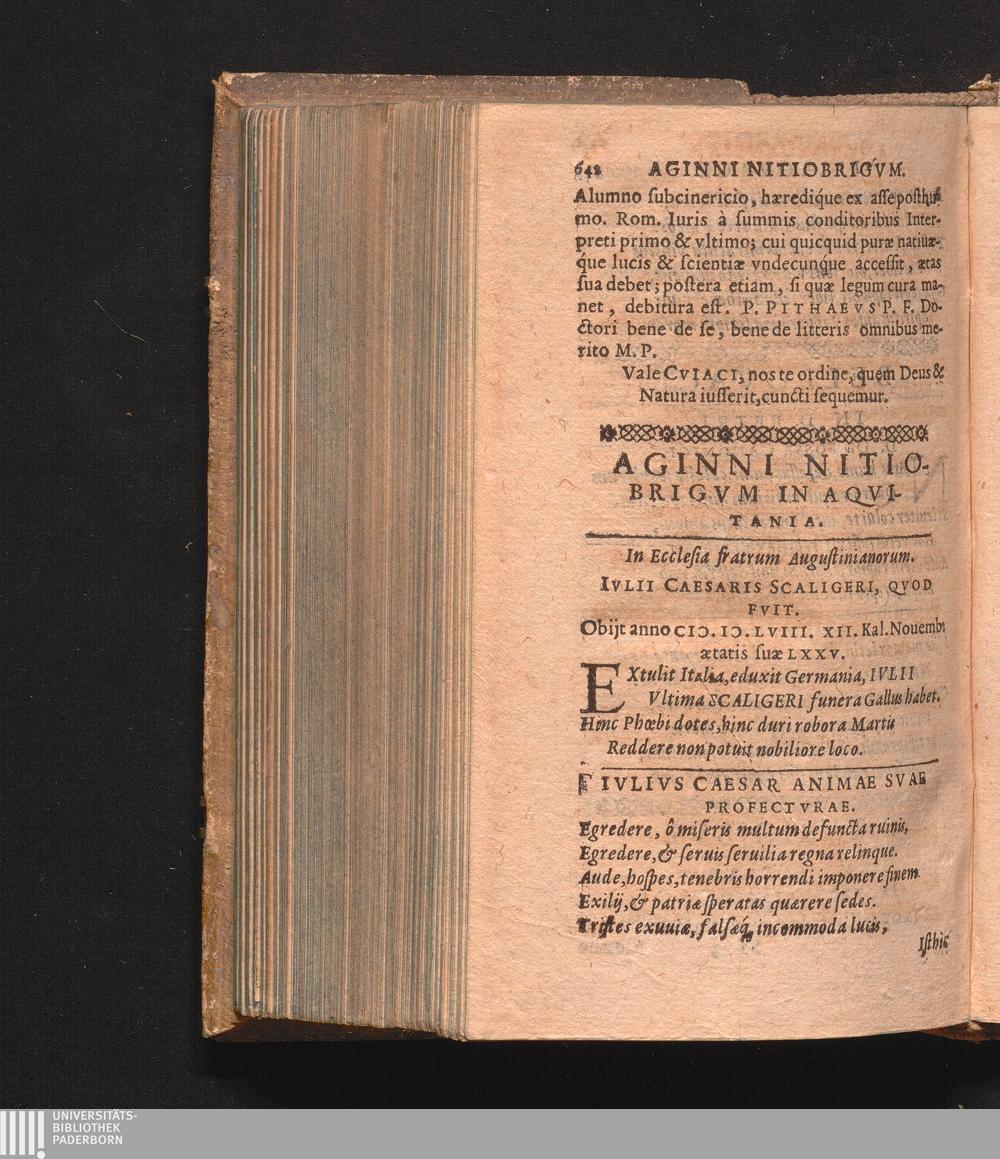 642 AGINNI NITIOBRIGVM.
Alumno ſubcinericio, hæredíque ex aſſe poſthu-
mo. Rom. Iuris à ſummis conditoribus Inter-
preti primo & vltimo; cui quicquid puræ natiuæ-
que lucis & ſcientiæ vndecunque acceſſit, ætas
ſua debet; poſtera etiam, ſi quæ legum cura ma-
net, debitura eſt. P. PITHAEVS P. F. Do-
ctori bene de ſe, bene de litteris omnibus me-
rito M. P.
Vale CVIACI, nos te ordine, quem Deus &
Natura iuſſerit, cuncti ſequemur.
AGINNI NITIO-
BRIGVM IN AQVI-
TANIA.
In Eccleſia fratrum Auguſtinianorum.
IVLII CAESARIS SCALIGERI, QVOD
FVIT.
Obijt anno CIↃ. IↃ. LVIII. XII. Kal. Nouemb.
ætatis ſuæ LXXV.
EXtulit Italia, eduxit Germania, IVLII
Vltima SCALIGERI funera Gallus habet.
Hinc Phœbi dotes, hinc duri robora Martis
Reddere non potuit nobiliore loco.
IVLIVS CAESAR ANIMAE SVAE
PROFECTVRAE.
Egredere, ô miſeris multum defuncta ruinis,
Egredere, & ſeruis ſeruilia regna relinque.
Aude, hoſpes, tenebris horrendi imponere finem
Exilij, & patriæ ſperatas quærere ſedes.
Triſtes exuuiæ, falſæq; incommoda lucis,
Iſthic
UNIVERSITÄTS-
BIBLIOTHEK
PADERBORN